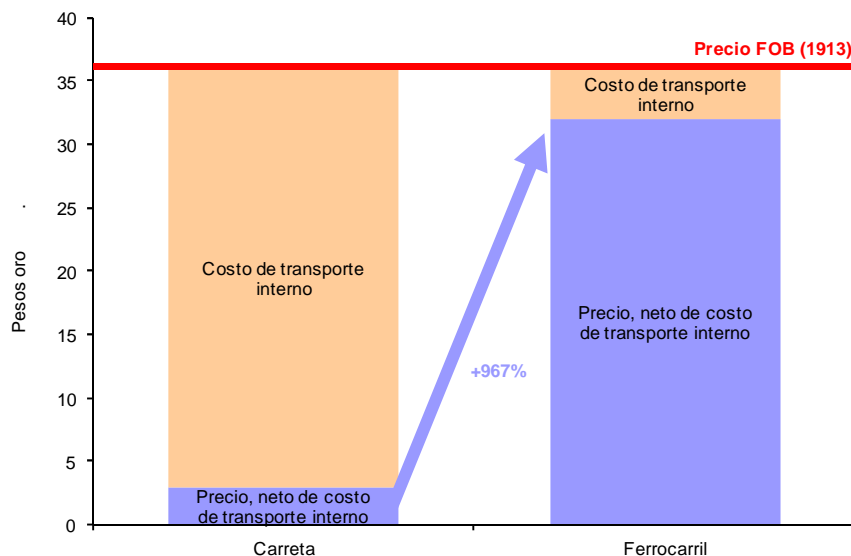 40
Precio FOB (1913)
35
Costo de transporte
interno
30
25
Pesos oro
.
20
Costo de transporte
interno
Precio, neto de costo
de transporte interno
15
+967%
10
5
Precio, neto de costo
de transporte interno
0
Carreta
Ferrocarril